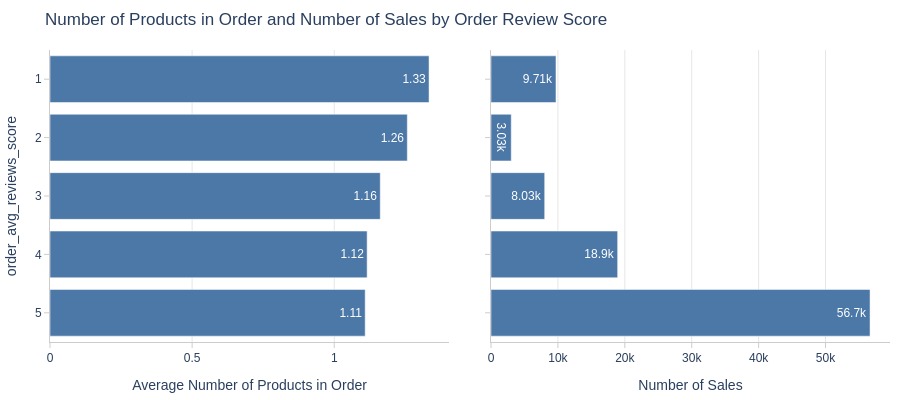 Number of Products in Order and Number of Sales by Order Review Score
order_avg_reviews_score
1
2
3
4
5
1.33
1.26
1.16
1.12
1.11
0
0.5
1
Average Number of Products in Order
9.71k
3.03k
8.03k
18.9k
56.7k
0
10k
20k
30k
40k
50k
Number of Sales